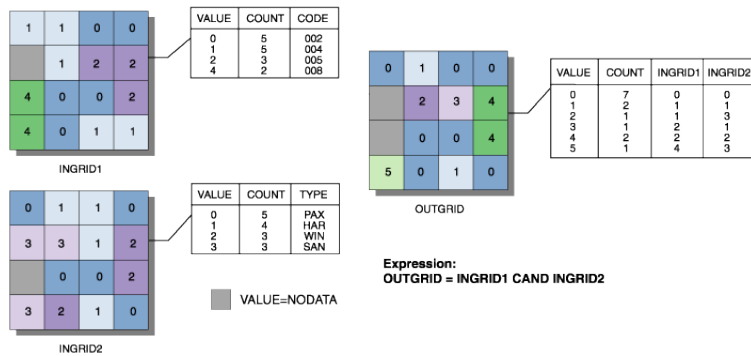 1 1 0 0
1 2 2
4 0 0 2
4 0 1 1
INGRID1
VALUE COUNT CODE
0 5 002
1 5 004
2 3 005
4 2 008
0 1 1 0
3 3 1 2
0 0 2
3 2 1 0
INGRID2
VALUE COUNT TYPE
0 5 PAX
1 4 HAR
2 3 WIN
3 3 SAN
VALUE=NODATA
0 1 0 0
2 3 4
0 0 4
5 0 1 0
OUTGRID
VALUE COUNT INGRID1 INGRID2
0 7 0 0
1 2 1 1
2 1 1 3
3 1 2 1
4 2 2 2
5 1 4 3
Expression:
OUTGRID = INGRID1 CAND INGRID2